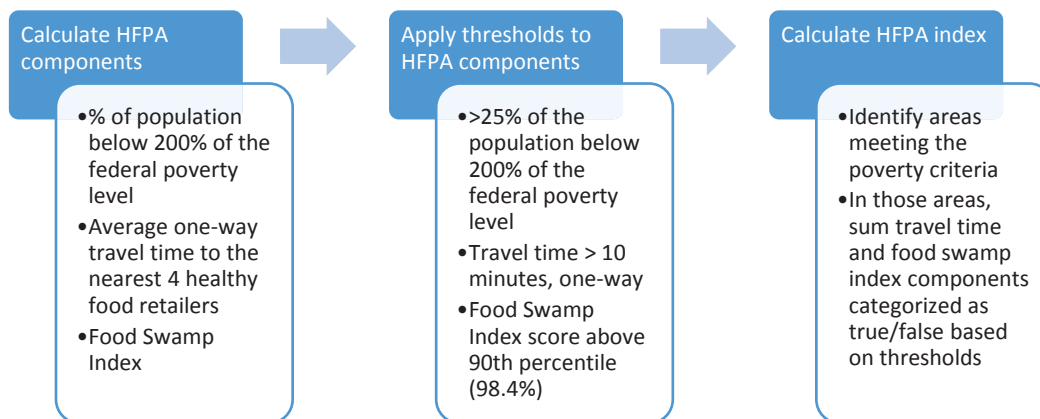 Calculate HFPA
components
•% of population
below 200% of the
federal poverty
level
•Average one-way
travel time to the
nearest 4 healthy
food retailers
•Food Swamp
Index
Apply thresholds to
HFPA components
•>25% of the
population below
200% of the
federal poverty
level
•Travel time > 10
minutes, one-way
•Food Swamp
Index score above
90th percentile
(98.4%)
Calculate HFPA index
•Identify areas
meeting the
poverty criteria
•In those areas,
sum travel time
and food swamp
index components
categorized as
true/false based
on thresholds